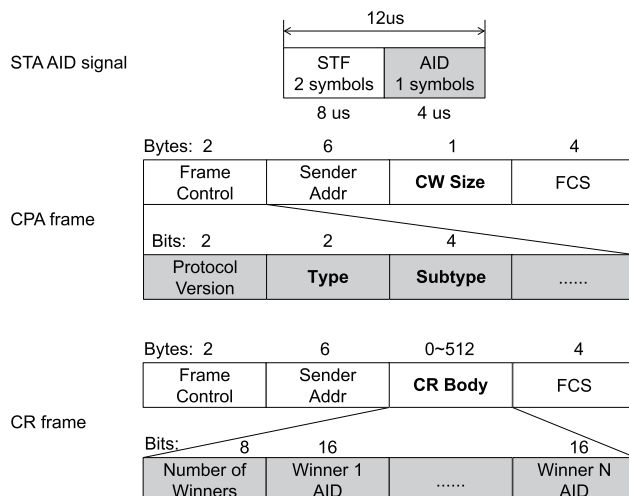 12us
STA AID signal
STF
2 symbols
AID
1 symbols
8 us
4 us
Bytes: 2 6 1 4
Frame
Control
Sender
Addr
CW Size
FCS
CPA frame
Bits: 2 2 4
Protocol
Version
Type
Subtype
......
Bytes: 2 6 0~512 4
Frame
Control
Sender
Addr
CR Body
FCS
CR frame
Bits: 8 16 16
Number of
Winners
Winner 1
AID
......
Winner N
AID